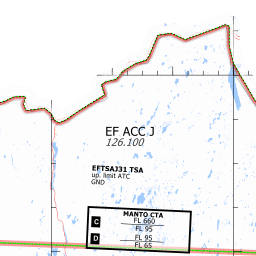 EF ACC J
126.100
EFTSAJ31 TSA
up. limit ATC
GND
MANTO CTA
C FL 660
FL 95
D FL 95
FL 65